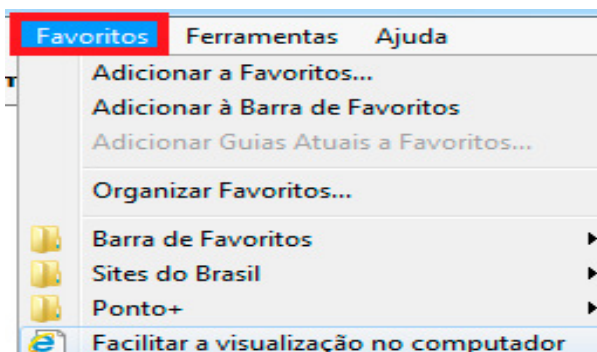 Favoritos Ferramentas Ajuda
Adicionar a Favoritos...
Adicionar à Barra de Favoritos
Adicionar Guias Atuais a Favoritos...
Organizar Favoritos...
Barra de Favoritos
Sites do Brasil
Ponto+
Facilitar a visualização no computador